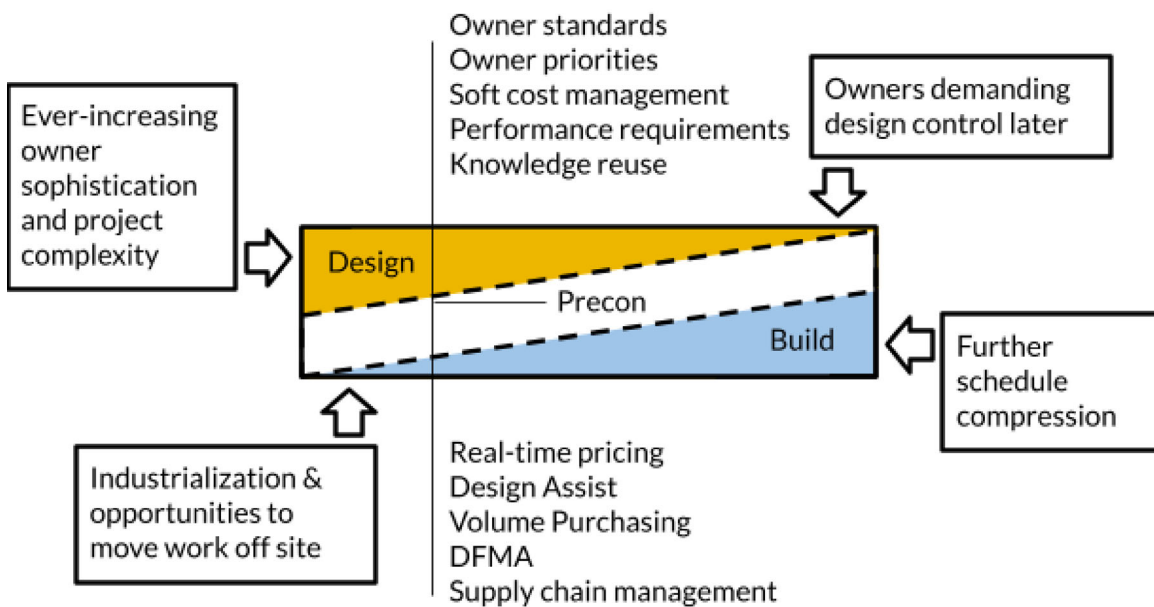 Owner standards
Owner priorities
Soft cost management
Performance requirements
Knowledge reuse
Ever-increasing
owner
sophistication
and project
complexity
Owners demanding
design control later
Design
Precon
Build
Further
schedule
compression
Industrialization &
opportunities to
move work off site
Real-time pricing
Design Assist
Volume Purchasing
DFMA
Supply chain management